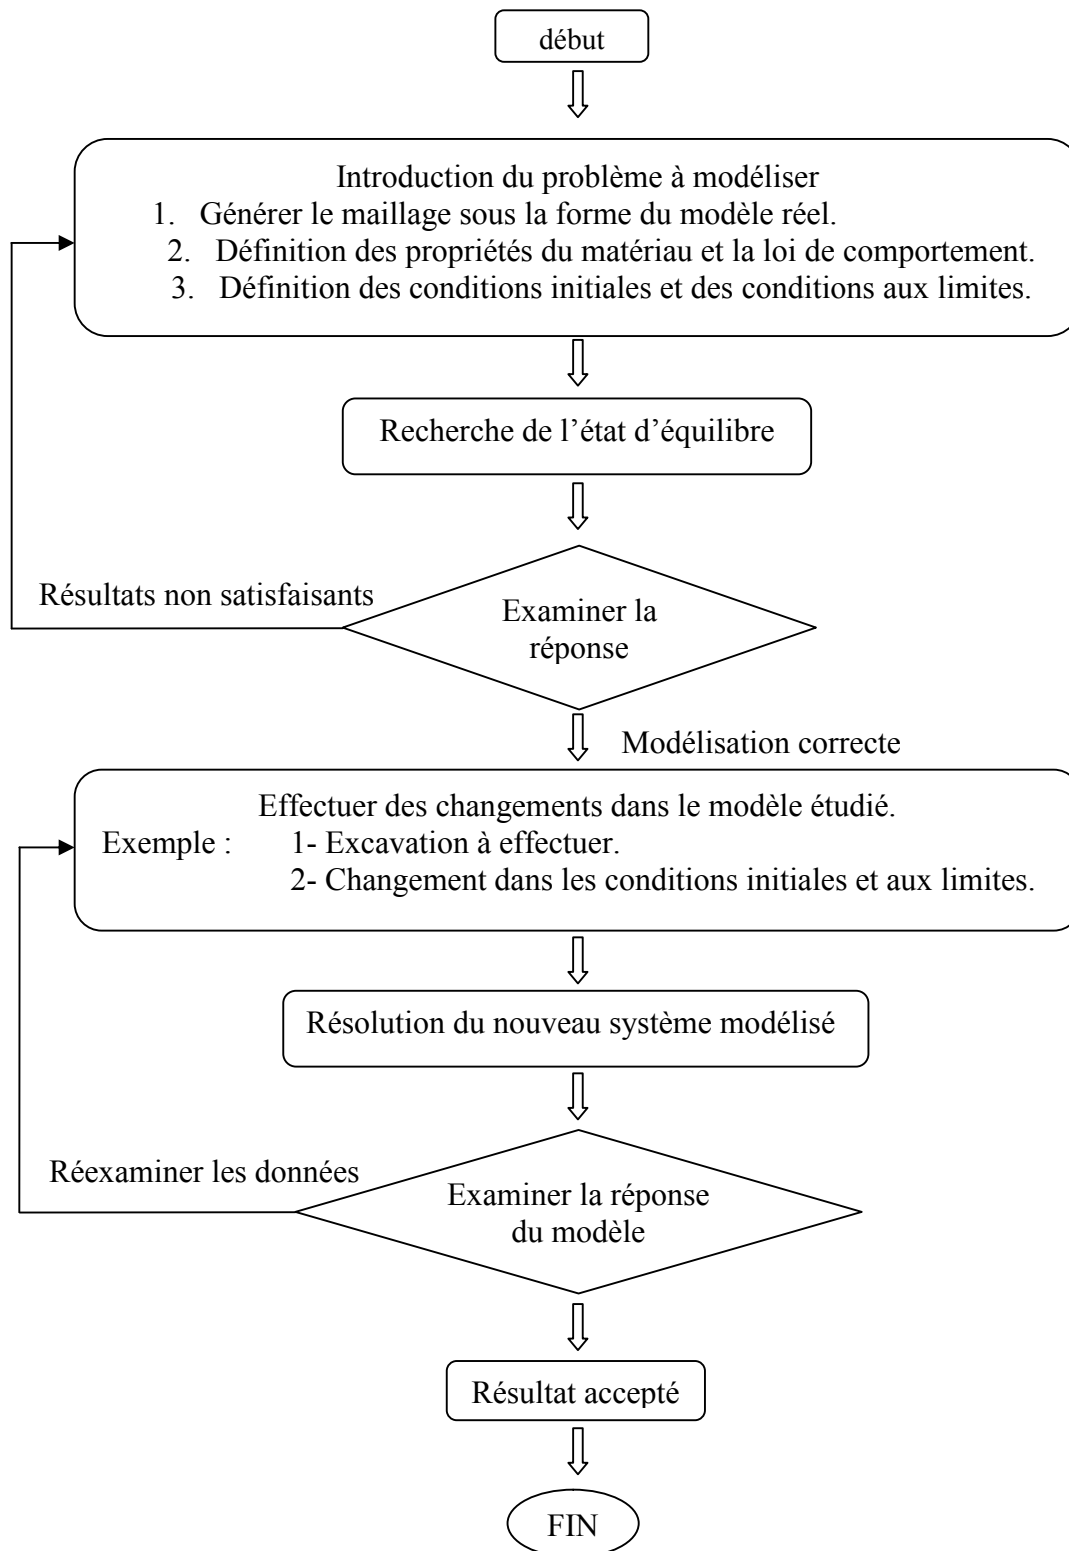 début
Introduction du problème à modéliser
1. Générer le maillage sous la forme du modèle réel.
2. Définition des propriétés du matériau et la loi de comportement.
3. Définition des conditions initiales et des conditions aux limites.
Recherche de l’état d’équilibre
Résultats non satisfaisants
Examiner la
réponse
Modélisation correcte
Effectuer des changements dans le modèle étudié.
Exemple : 1- Excavation à effectuer.
2- Changement dans les conditions initiales et aux limites.
Résolution du nouveau système modélisé
Réexaminer les données
Examiner la réponse
du modèle
Résultat accepté
FIN